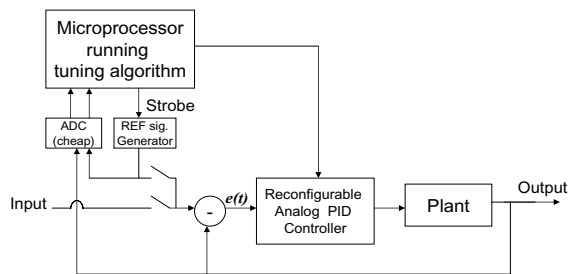 Microprocessor
running
tuning algorithm
Strobe
ADC
(cheap)
REF sig.
Generator
Input
-
e(t)
Reconfigurable
Analog PID
Controller
Plant
Output